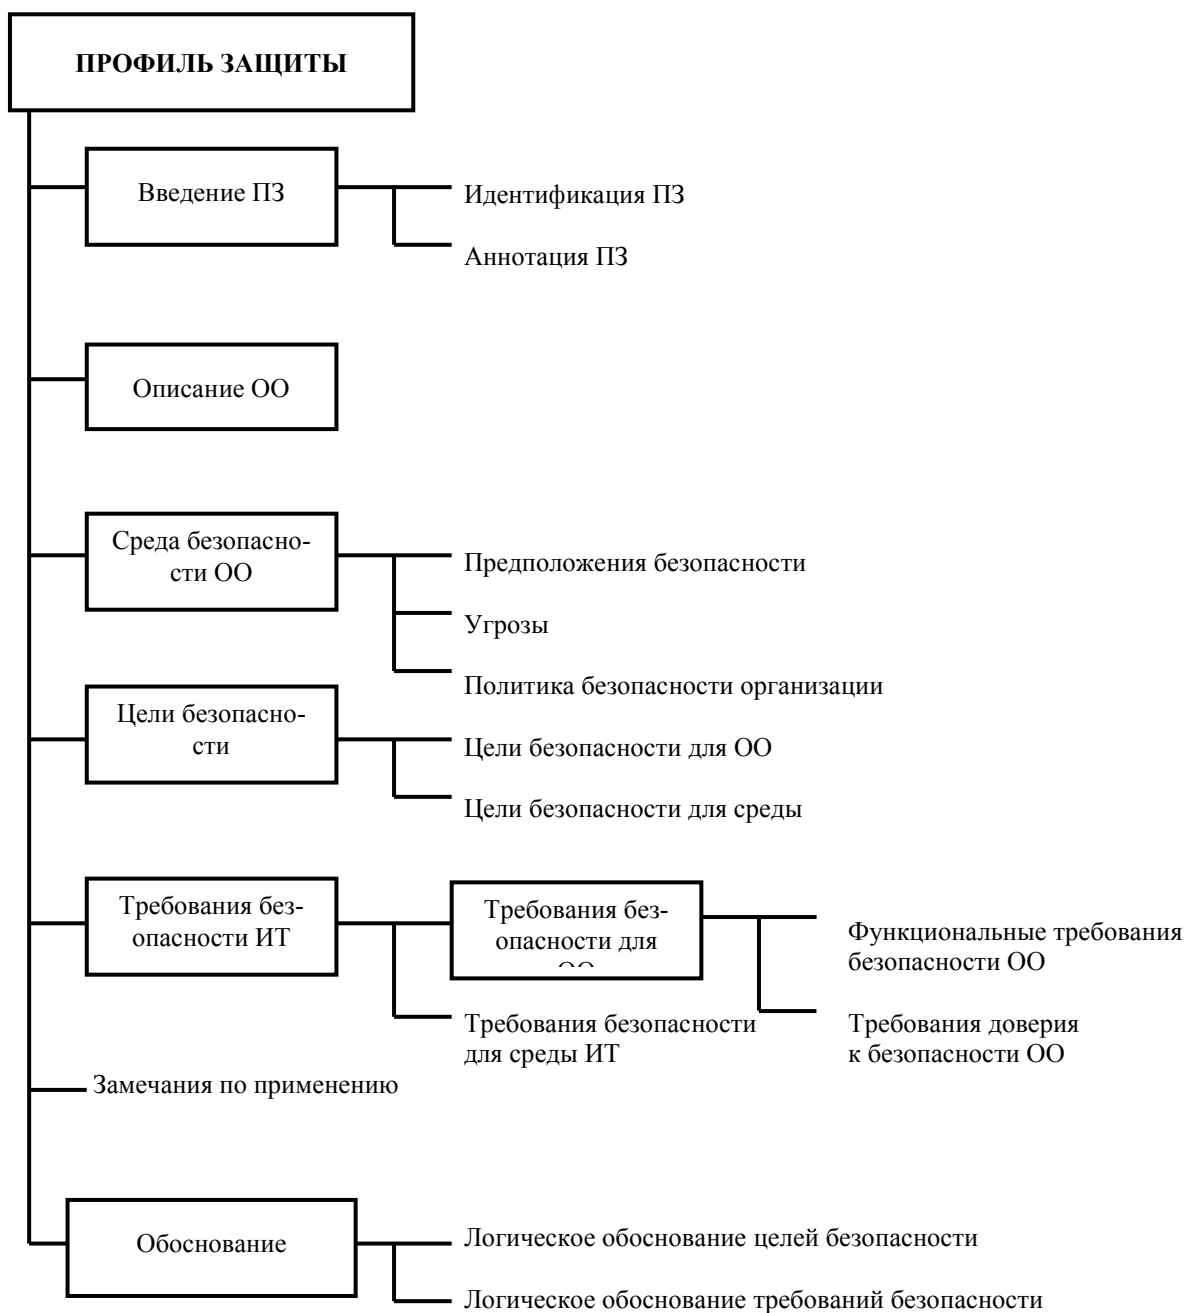 ПРОФИЛЬ ЗАЩИТЫ
Введение ПЗ
Идентификация ПЗ
Аннотация ПЗ
Описание ОО
Среда безопасно-
сти ОО
Предположения безопасности
Угрозы
Политика безопасности организации
Цели безопасно-
сти
Цели безопасности для ОО
Цели безопасности для среды
Требования без-
опасности ИТ
Требования без-
опасности для
Функциональные требования
безопасности ОО
Требования безопасности
для среды ИТ
Требования доверия
к безопасности ОО
Замечания по применению
Обоснование
Логическое обоснование целей безопасности
Логическое обоснование требований безопасности